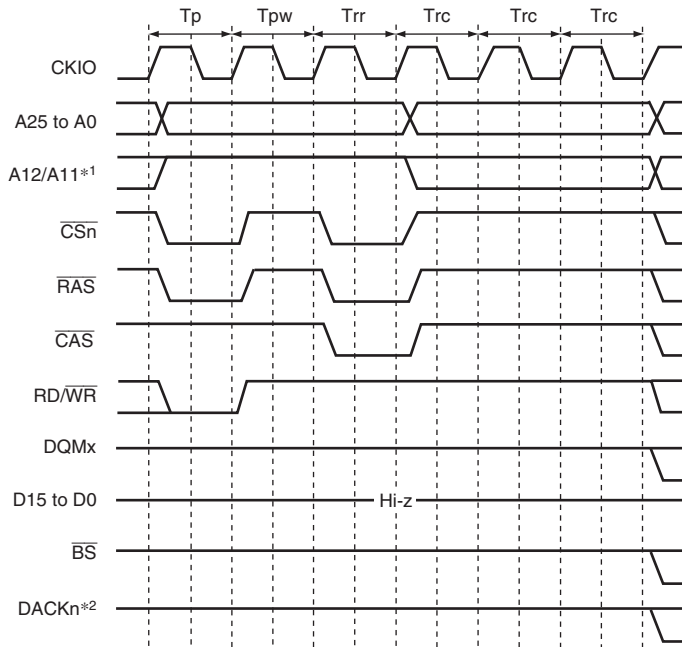 Tp Tpw Trr Trc Trc Trc
CKIO
A25 to A0
A12/A11*1
CSn
RAS
CAS
RD/WR
DQMx
D15 to D0 Hi-z
BS
DACKn*2